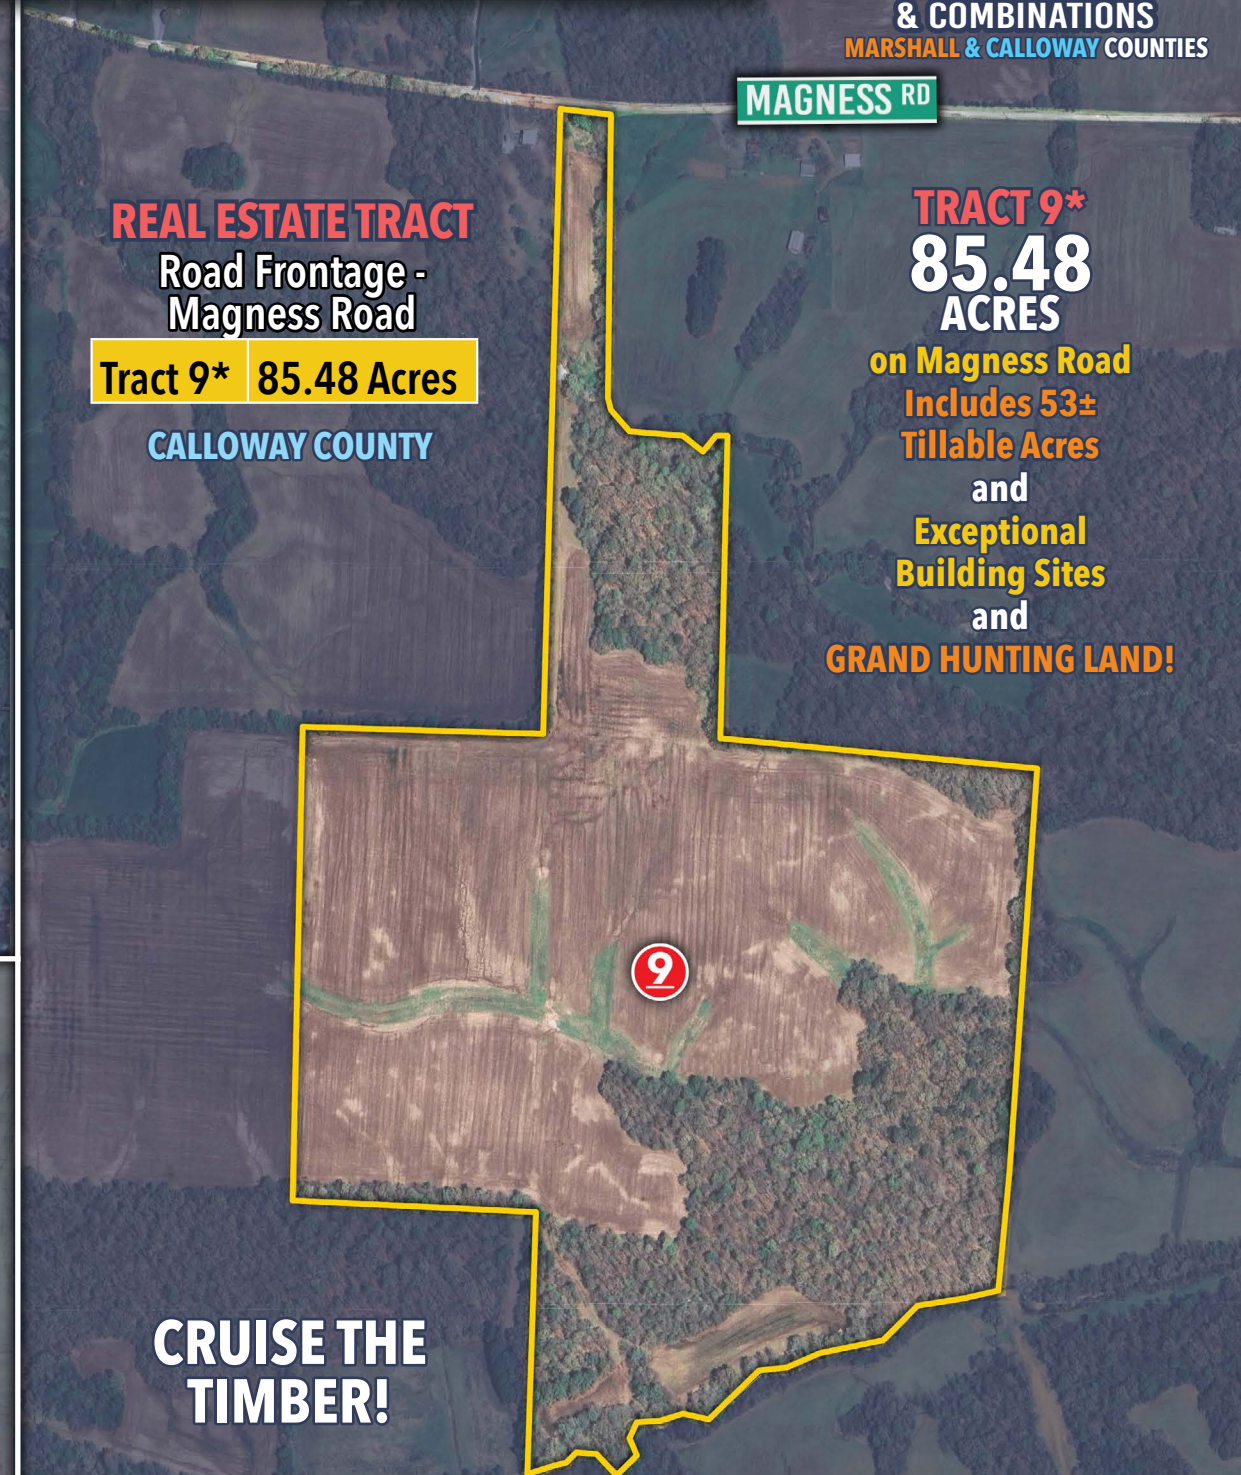 & COMBINATIONS
MARSHALL & CALLOWAY COUNTIES
MAGNESS RD
REAL ESTATE TRACT
Road Frontage -
Magness Road
Tract 9* 85.48 Acres
CALLOWAY COUNTY
TRACT 9*
85.48
ACRES
on Magness Road
Includes 53±
Tillable Acres
and
Exceptional
Building Sites
and
GRAND HUNTING LAND!
9
CRUISE THE
TIMBER!